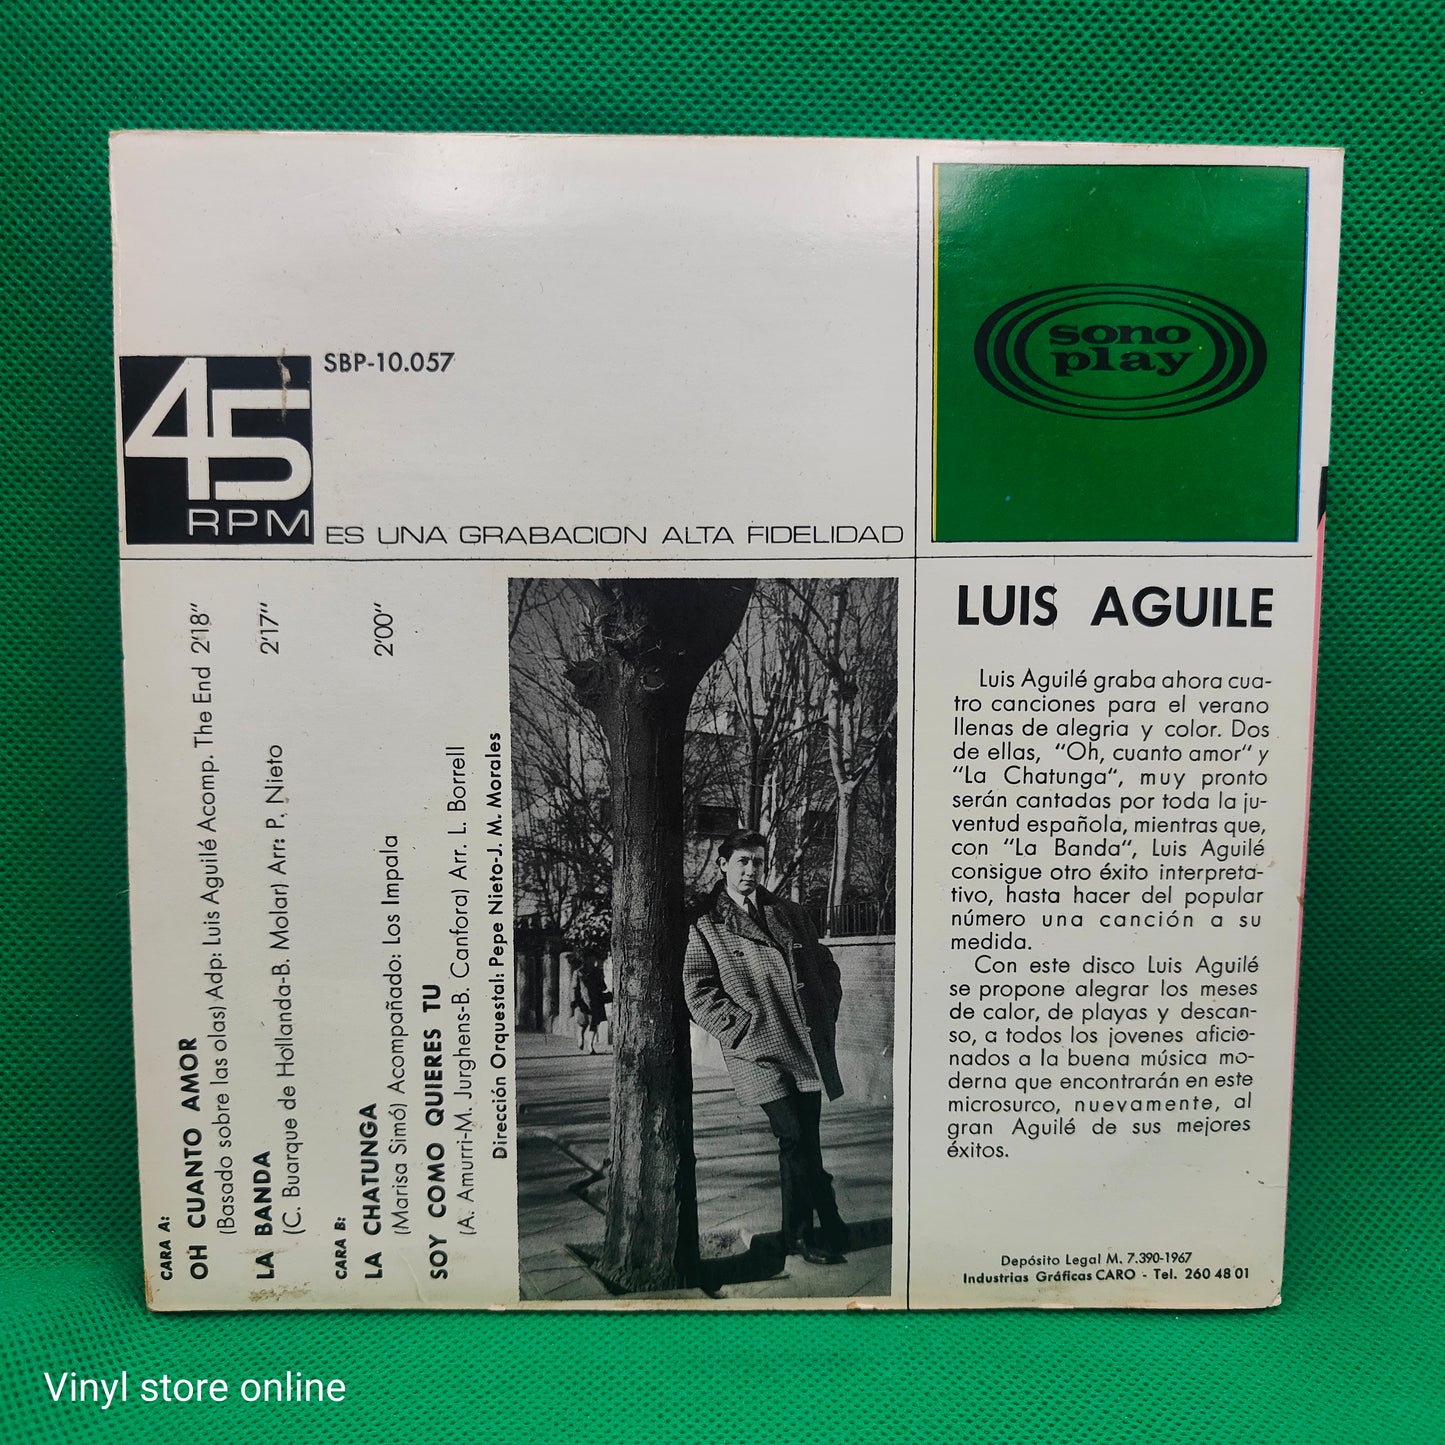 sono
play
SBP-10.057
45
RPM
ES UNA GRABACION ALTA FIDELIDAD
CARA A:
OH CUANTO AMOR
(Basado sobre las olas) Adp: Luis Aguilé Acomp. The End 2'18"
LA BANDA 2'17"
(C. Buarque de Hollanda-B. Molar) Arr: P. Nieto
CARA B:
LA CHATUNGA 2'00"
(Marisa Simó) Acompañado: Los Impala
SOY COMO QUIERES TU
(A. Amurri-M. Jurghens-B. Canfora) Arr. L. Borrell
Dirección Orquestal: Pepe Nieto-J. M. Morales
LUIS AGUILE
Luis Aguilé graba ahora cua-
tro canciones para el verano
llenas de alegria y color. Dos
de ellas, "Oh, cuanto amor" y
"La Chatunga", muy pronto
serán cantadas por toda la ju-
ventud española, mientras que,
con "La Banda", Luis Aguilé
consigue otro éxito interpreta-
tivo, hasta hacer del popular
número una canción a su
medida.
Con este disco Luis Aguilé
se propone alegrar los meses
de calor, de playas y descan-
so, a todos los jovenes aficio-
nados a la buena música mo-
derna que encontrarán en este
microsurco, nuevamente, al
gran Aguilé de sus mejores
éxitos.
Depósito Legal M. 7.390-1967
Industrias Gráficas CARO - Tel. 260 48 01
Vinyl store online